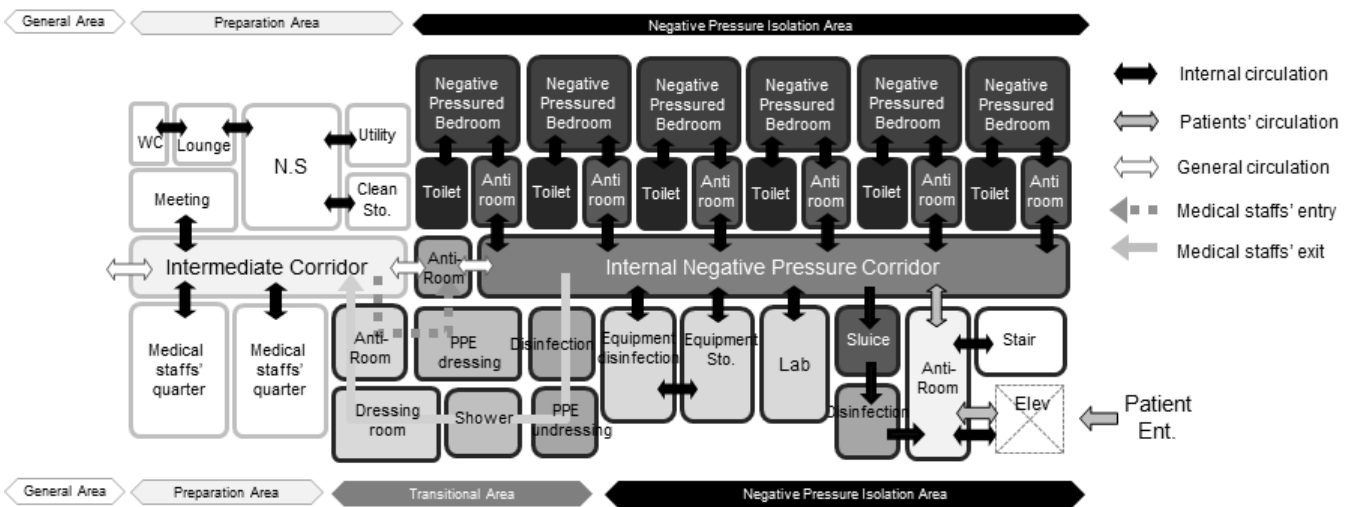 General Area
Preparation Area
Negative Pressure Isolation Area
Negative
Pressured
Bedroom
Negative
Pressured
Bedroom
Negative
Pressured
Bedroom
Negative
Pressured
Bedroom
Negative
Pressured
Bedroom
Negative
Pressured
Bedroom
Internal circulation
Patients' circulation
General circulation
Medical staffs' entry
Medical staffs' exit
WC
Lounge
N.S
Utility
Clean
Sto.
Meeting
Toilet
Anti
room
Toilet
Anti
room
Toilet
Anti
room
Toilet
Anti
room
Toilet
Anti
room
Toilet
Anti
room
Intermediate Corridor
Anti-
Room
Internal Negative Pressure Corridor
Medical
staffs'
quarter
Medical
staffs'
quarter
Anti-
Room
PPE
dressing
Disinfection
Equipment
disinfection
Equipment
Sto.
Lab
Sluice
Anti-
Room
Stair
Dressing
room
Shower
PPE
undressing
Disinfection
Elev
Patient
Ent.
General Area
Preparation Area
Transitional Area
Negative Pressure Isolation Area